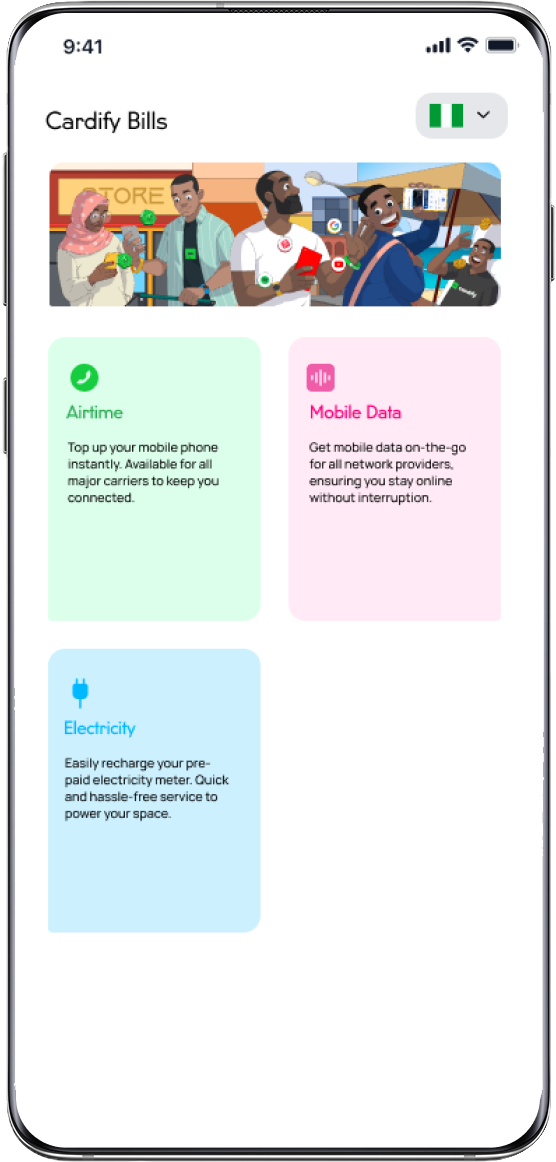 9:41
Cardify Bills
STORE
cardify
Airtime
Top up your mobile phone
instantly. Available for all
major carriers to keep you
connected.
Mobile Data
Get mobile data on-the-go
for all network providers,
ensuring you stay online
without interruption.
Electricity
Easily recharge your pre-
paid electricity meter. Quick
and hassle-free service to
power your space.